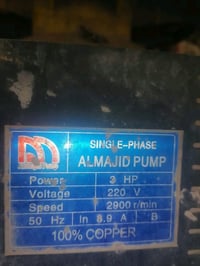 SINGLE-PHASE
ALMAJID PUMP
Power 3 HP
Voltage 220 V
Speed 2900 r/min
50 Hz In 8.9 A B
100% COPPER